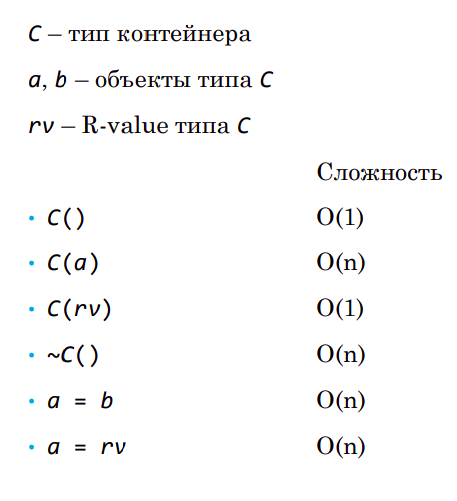 C – тип контейнера
a, b – объекты типа C
rv – R-value типа C
Сложность
• C() O(1)
• C(a) O(n)
• C(rv) O(1)
• ~C() O(n)
• a = b O(n)
• a = rv O(n)